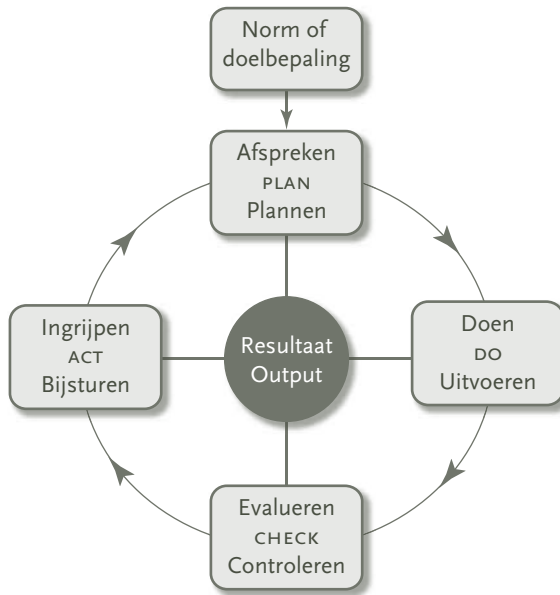 Norm of
doelbepaling
Afspreken
PLAN
Plannen
Ingrijpen
ACT
Bijsturen
Resultaat
Output
Doen
DO
Uitvoeren
Evalueren
CHECK
Controleren